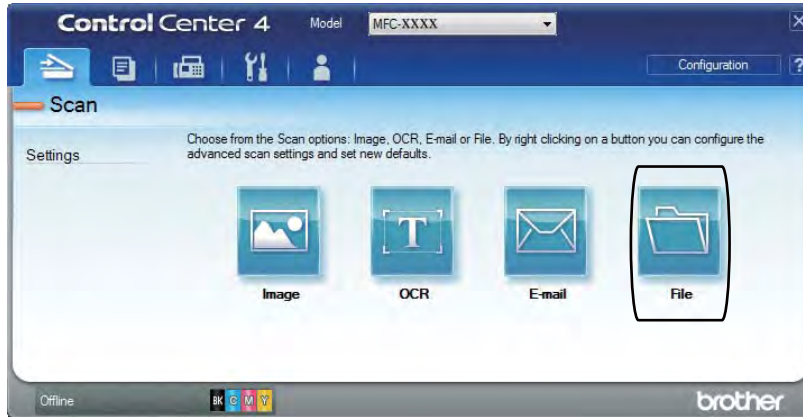 Control Center 4 Model MFC-XXXX
Configuration ?
Scan
Choose from the Scan options: Image, OCR, E-mail or File. By right clicking on a button you can configure the
Settings advanced scan settings and set new defaults.
T
Image OCR E-mail File
Offline BK C M Y brother